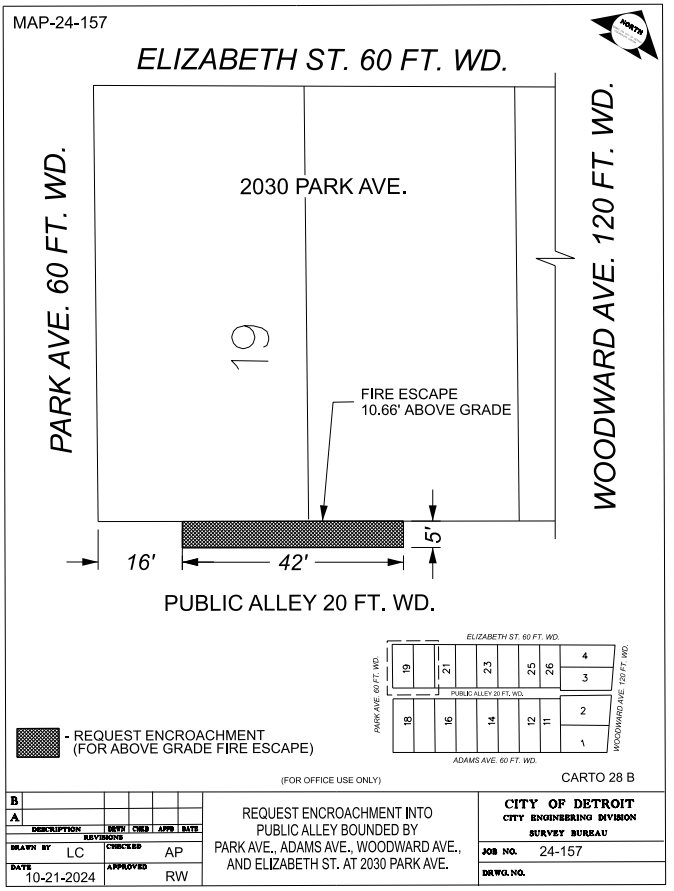 MAP-24-157
NORTH
ELIZABETH ST. 60 FT. WD.
PARK AVE. 60 FT. WD.
WOODWARD AVE. 120 FT. WD.
2030 PARK AVE.
19
FIRE ESCAPE
10.66' ABOVE GRADE
16'
42'
5'
PUBLIC ALLEY 20 FT. WD.
ELIZABETH ST. 60 FT. WD.
PARK AVE. 60 FT. WD.
19
21
23
25
26
4
3
PUBLIC ALLEY 20 FT. WD.
18
16
14
12
11
2
1
WOODWARD AVE. 120 FT. WD.
ADAMS AVE. 60 FT. WD.
- REQUEST ENCROACHMENT
(FOR ABOVE GRADE FIRE ESCAPE)
(FOR OFFICE USE ONLY)
CARTO 28 B
B
A
DESCRIPTION DRWN CHKD APPD DATE
REVISIONS
DRAWN BY LC
CHECKED AP
DATE 10-21-2024
APPROVED RW
REQUEST ENCROACHMENT INTO
PUBLIC ALLEY BOUNDED BY
PARK AVE., ADAMS AVE., WOODWARD AVE.,
AND ELIZABETH ST. AT 2030 PARK AVE.
CITY OF DETROIT
CITY ENGINEERING DIVISION
SURVEY BUREAU
JOB NO. 24-157
DRWG. NO.